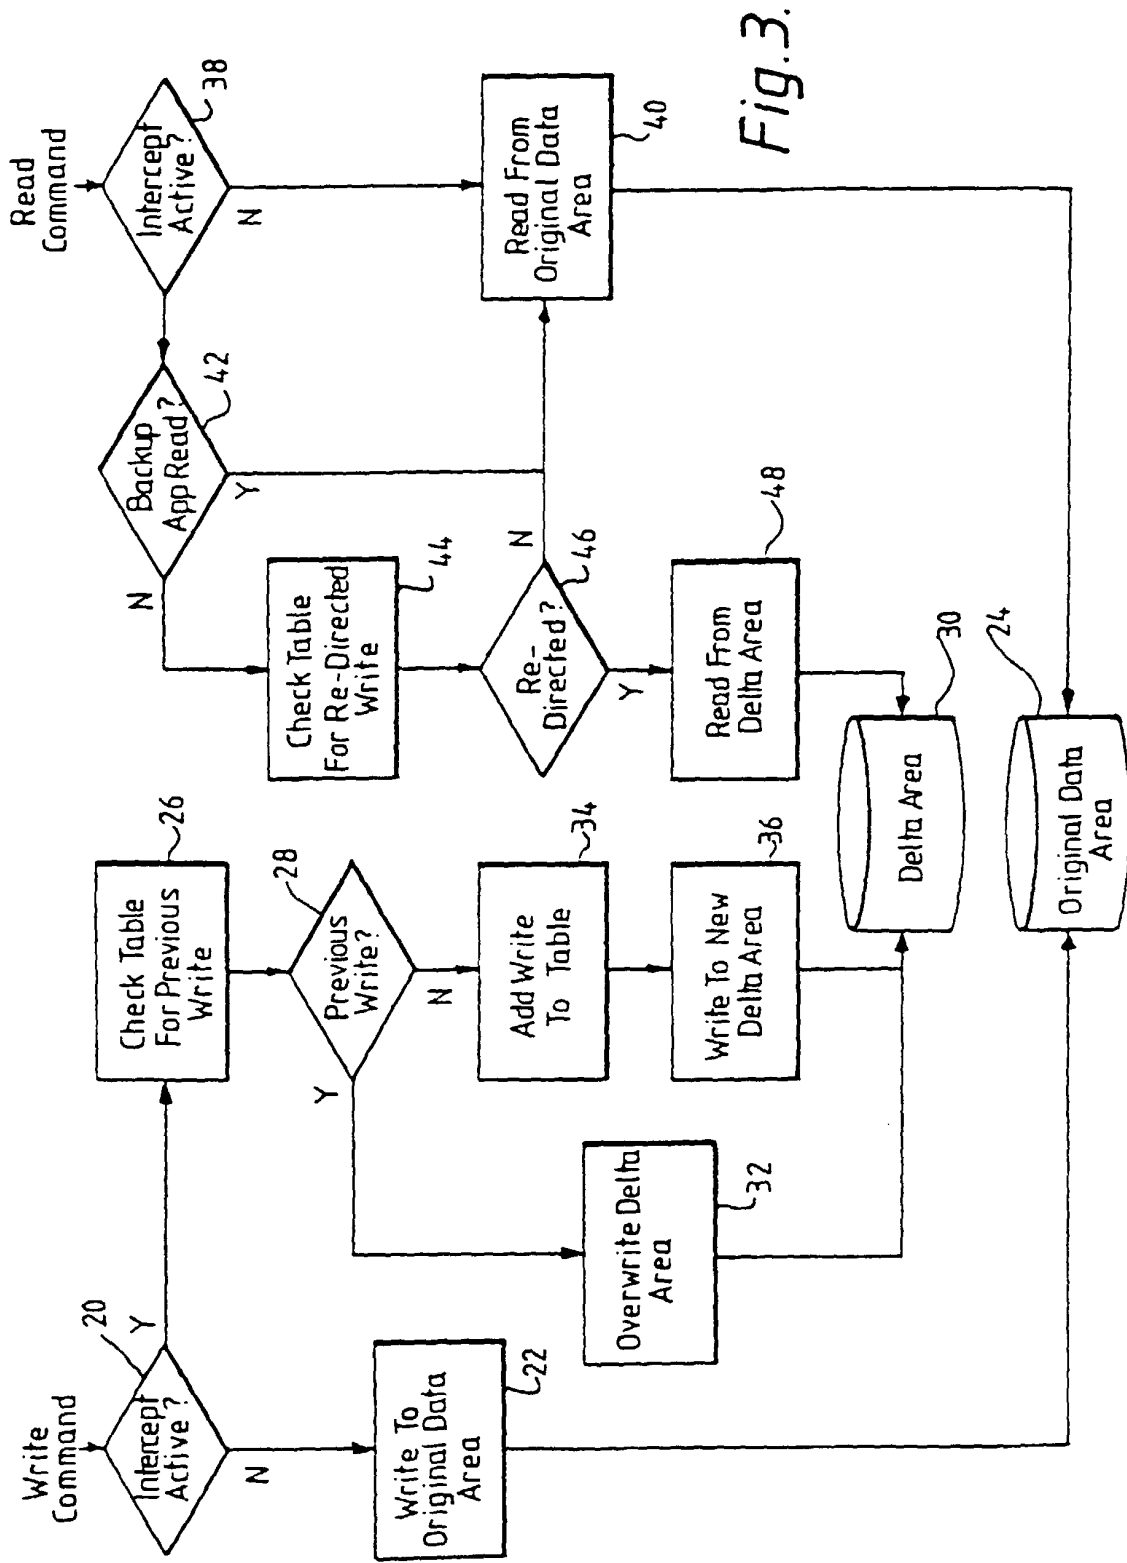 Write
Command
Intercept
Active?
20
Y
N
Write To
Original Data
Area
22
Check Table
For Previous
Write
26
Previous
Write?
28
Y
N
Overwrite Delta
Area
32
Add Write
To Table
34
Write To New
Delta Area
36
Read
Command
Intercept
Active?
38
N
Backup
App Read?
42
N
Y
Check Table
For Re-Directed
Write
44
Re-
Directed?
46
N
Y
Read From
Original Data
Area
40
Read From
Delta Area
48
Delta Area
30
Original Data
Area
24
Fig.3.